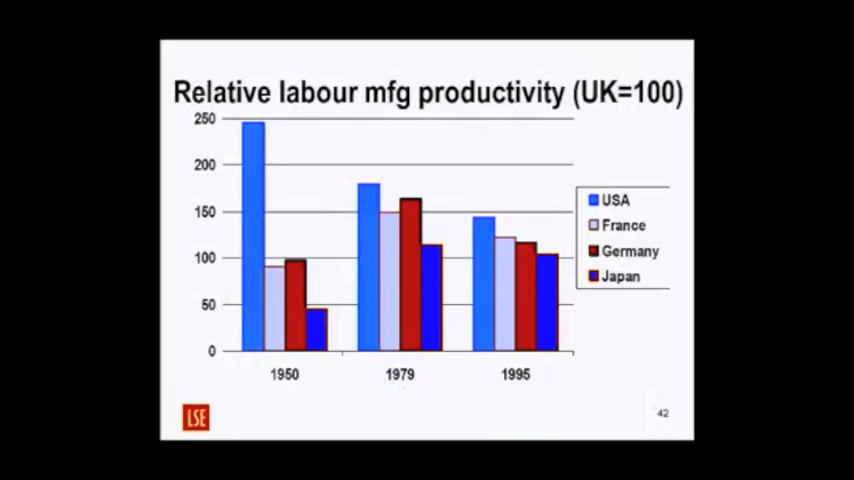 Relative labour mfg productivity (UK=100)
250
200
150
100
50
0
1950 1979 1995
USA
France
Germany
Japan
LSE
42